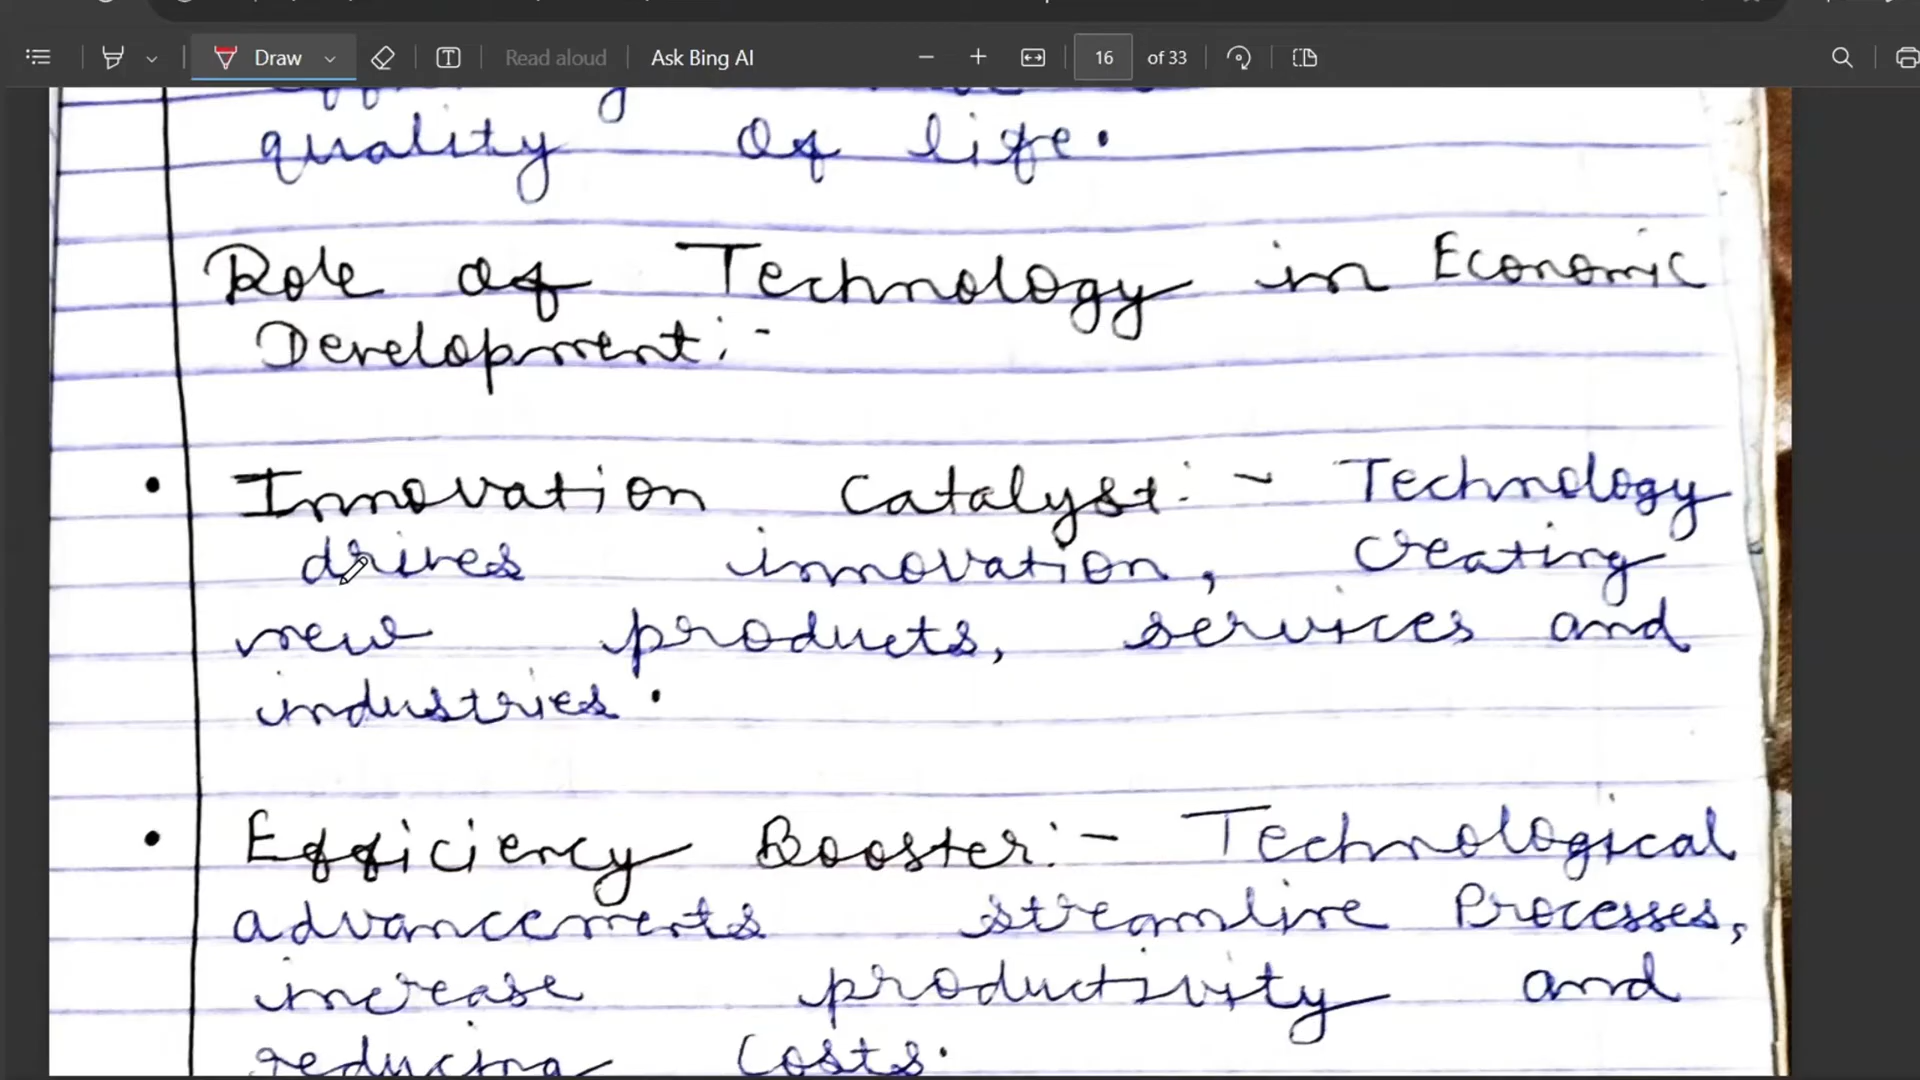 Draw
Read aloud
Ask Bing AI
16 of 33
quality of life.
Role of Technology in Economic
Development:-
• Innovation Catalyst:- Technology
drives innovation, creating
new products, services and
industries.
• Efficiency Booster:- Technological
advancements streamline Processes,
increase productivity and
reducing costs.